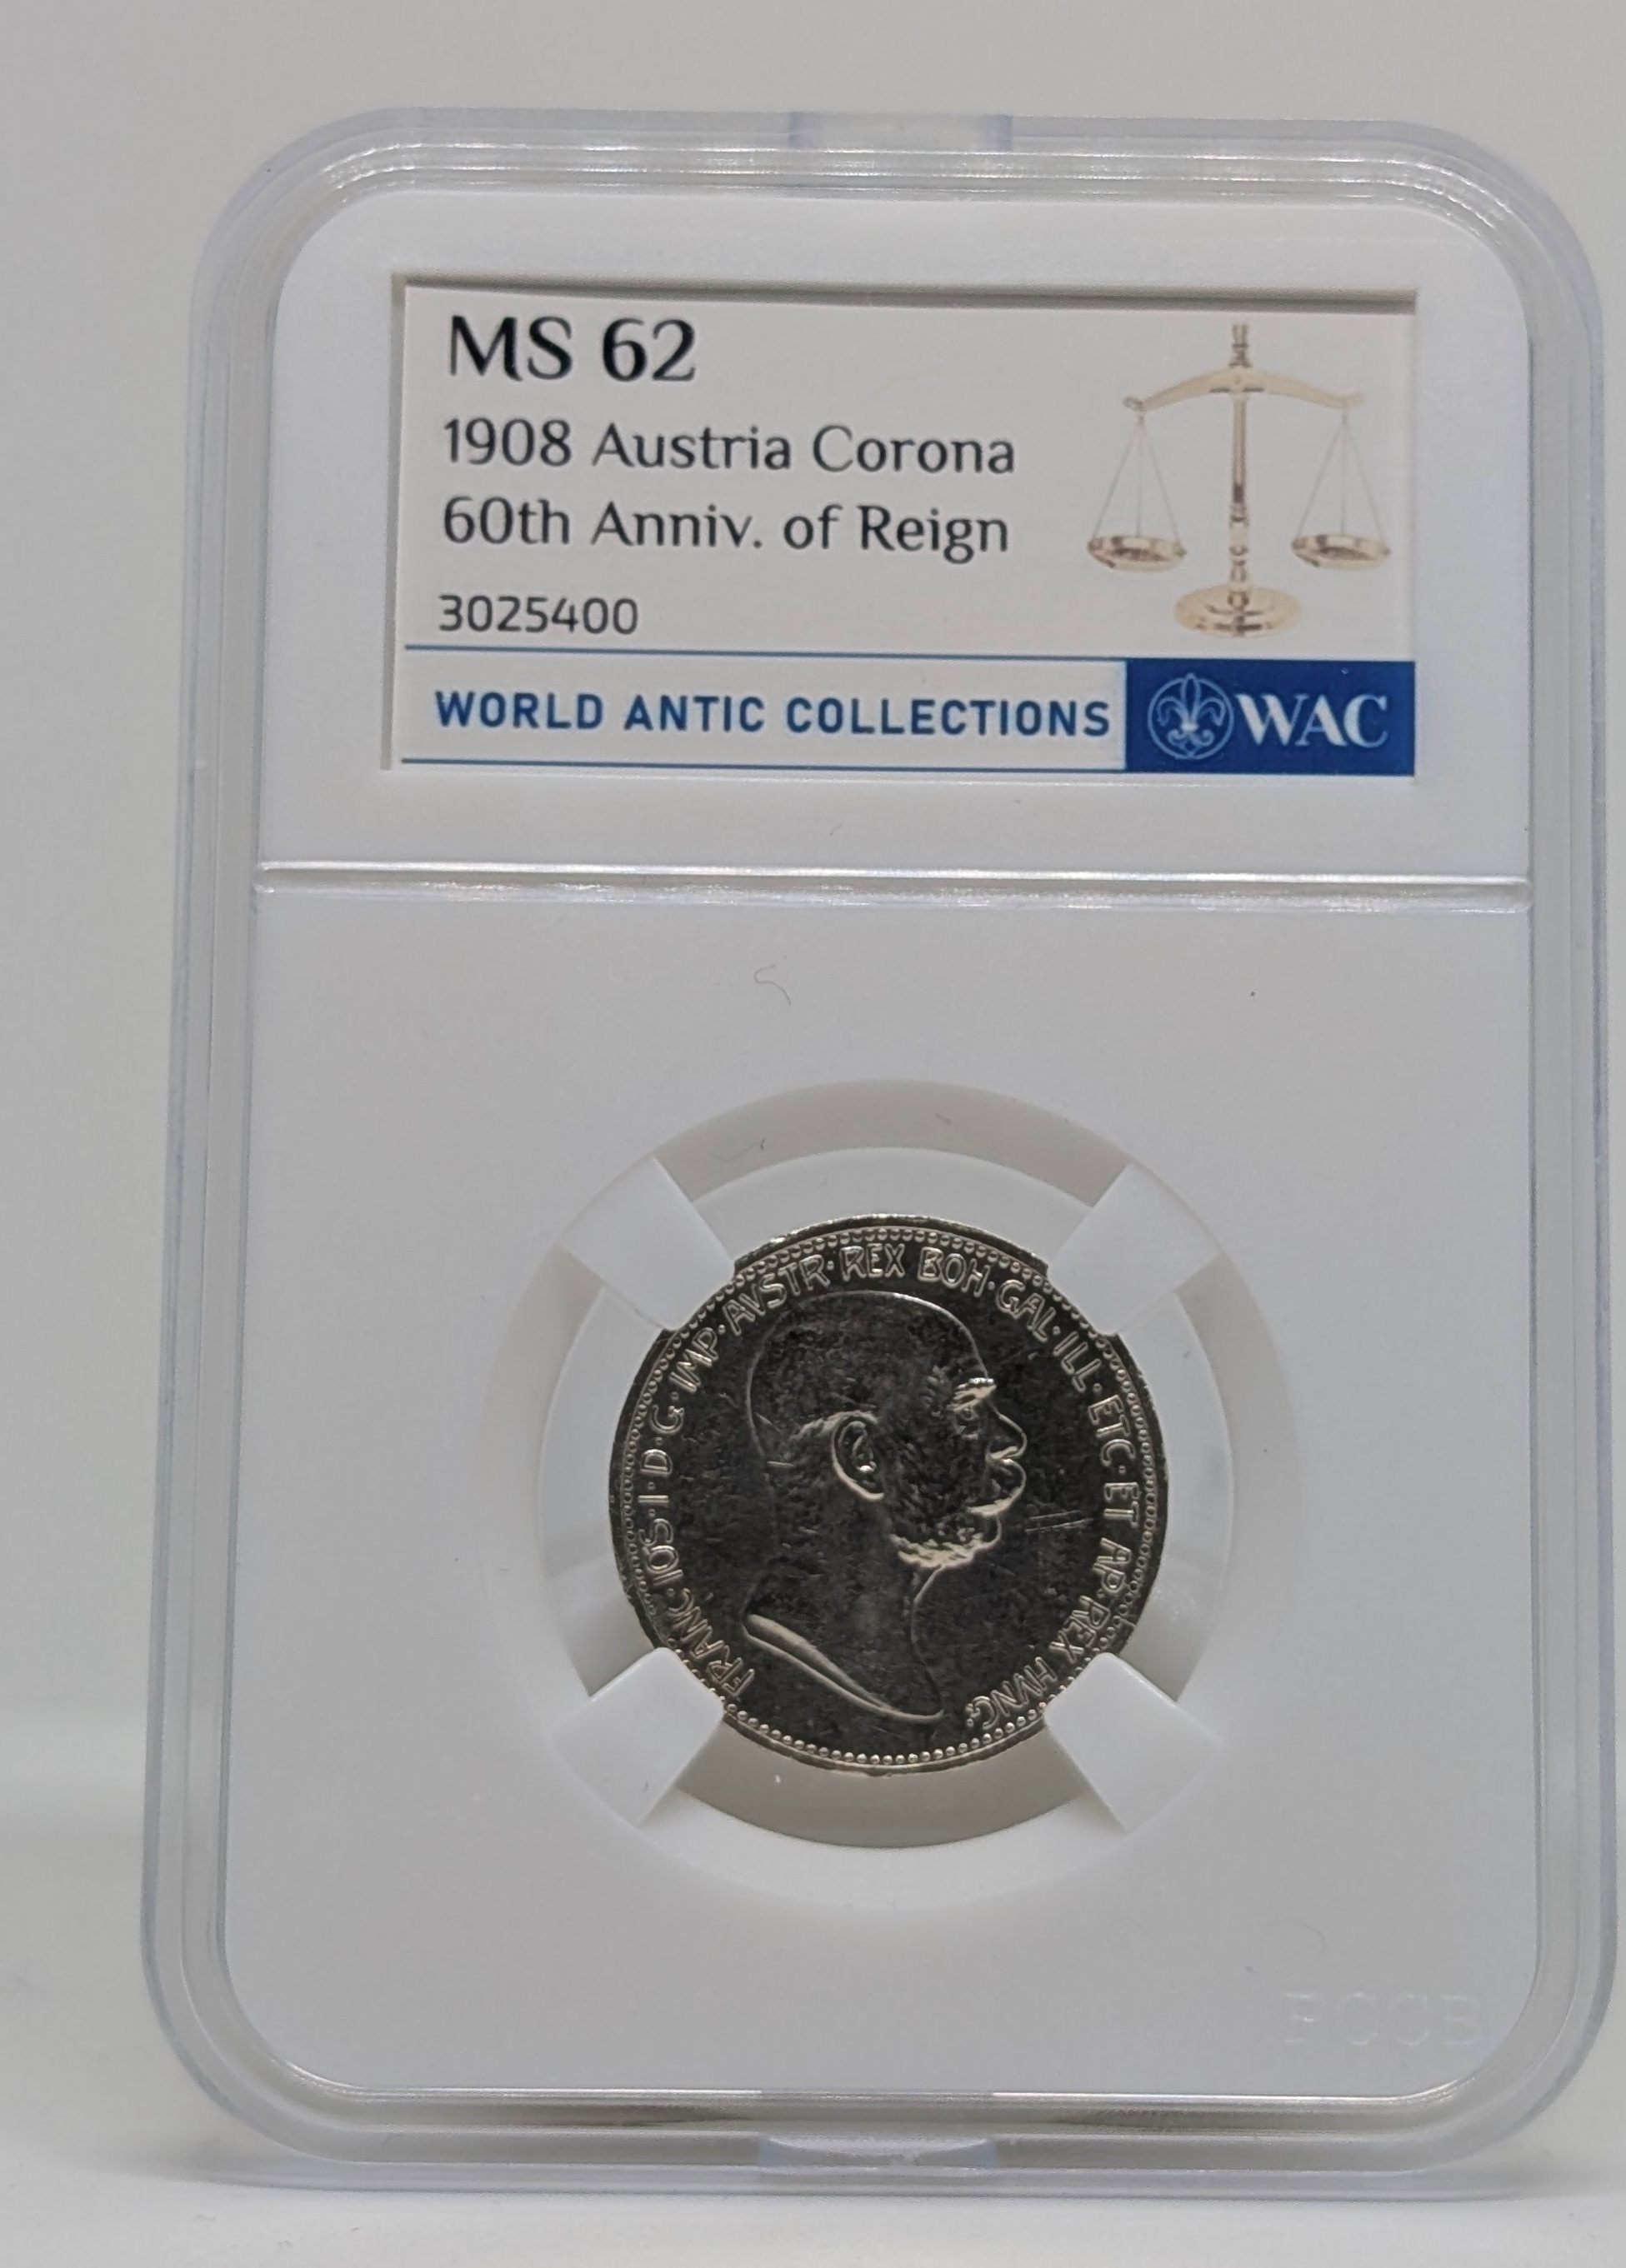 MS 62
1908 Austria Corona
60th Anniv. of Reign
3025400
WORLD ANTIC COLLECTIONS WAC
FRANC·IOS·I·D·G·IMP·AVSTR·REX BOH·GAL·ILL·ETC·ET AP·REX HVNG·
PCCB